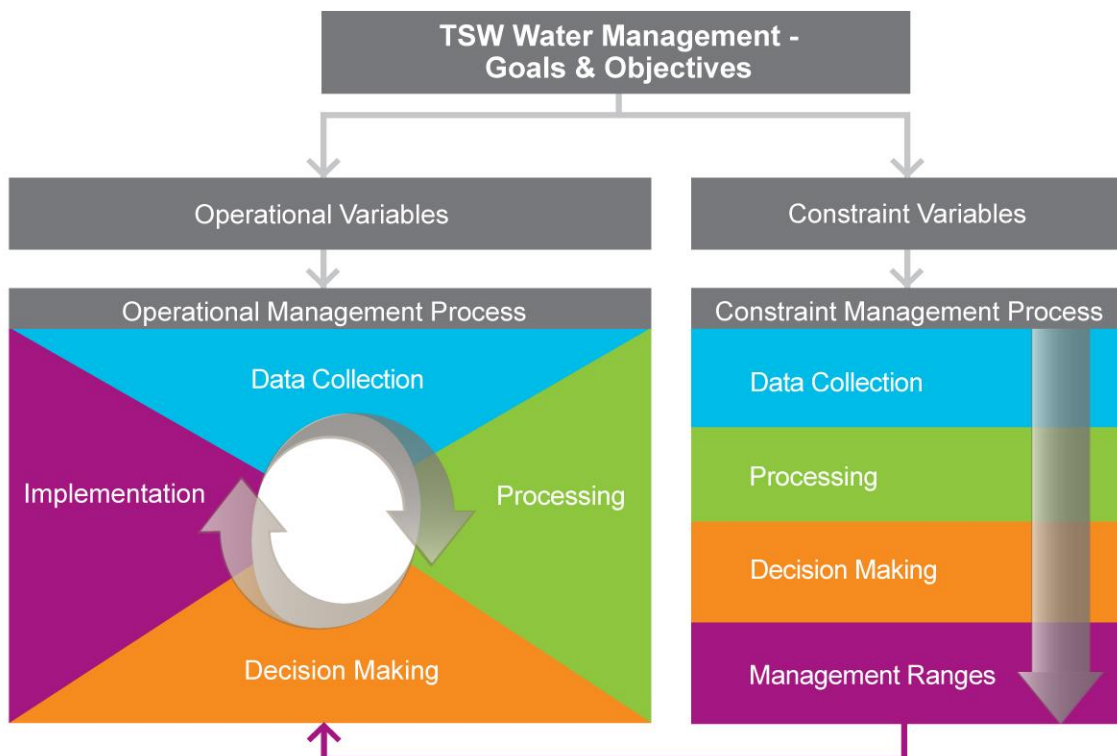 TSW Water Management -
Goals & Objectives
Operational Variables
Constraint Variables
Operational Management Process
Data Collection
Implementation
Processing
Decision Making
Constraint Management Process
Data Collection
Processing
Decision Making
Management Ranges